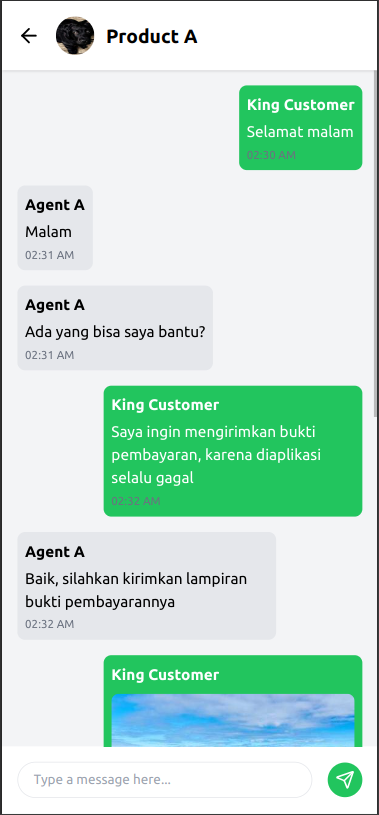 Product A
King Customer
Selamat malam
02:30 AM
Agent A
Malam
02:31 AM
Agent A
Ada yang bisa saya bantu?
02:31 AM
King Customer
Saya ingin mengirimkan bukti
pembayaran, karena diaplikasi
selalu gagal
02:32 AM
Agent A
Baik, silahkan kirimkan lampiran
bukti pembayarannya
02:32 AM
King Customer
Type a message here...